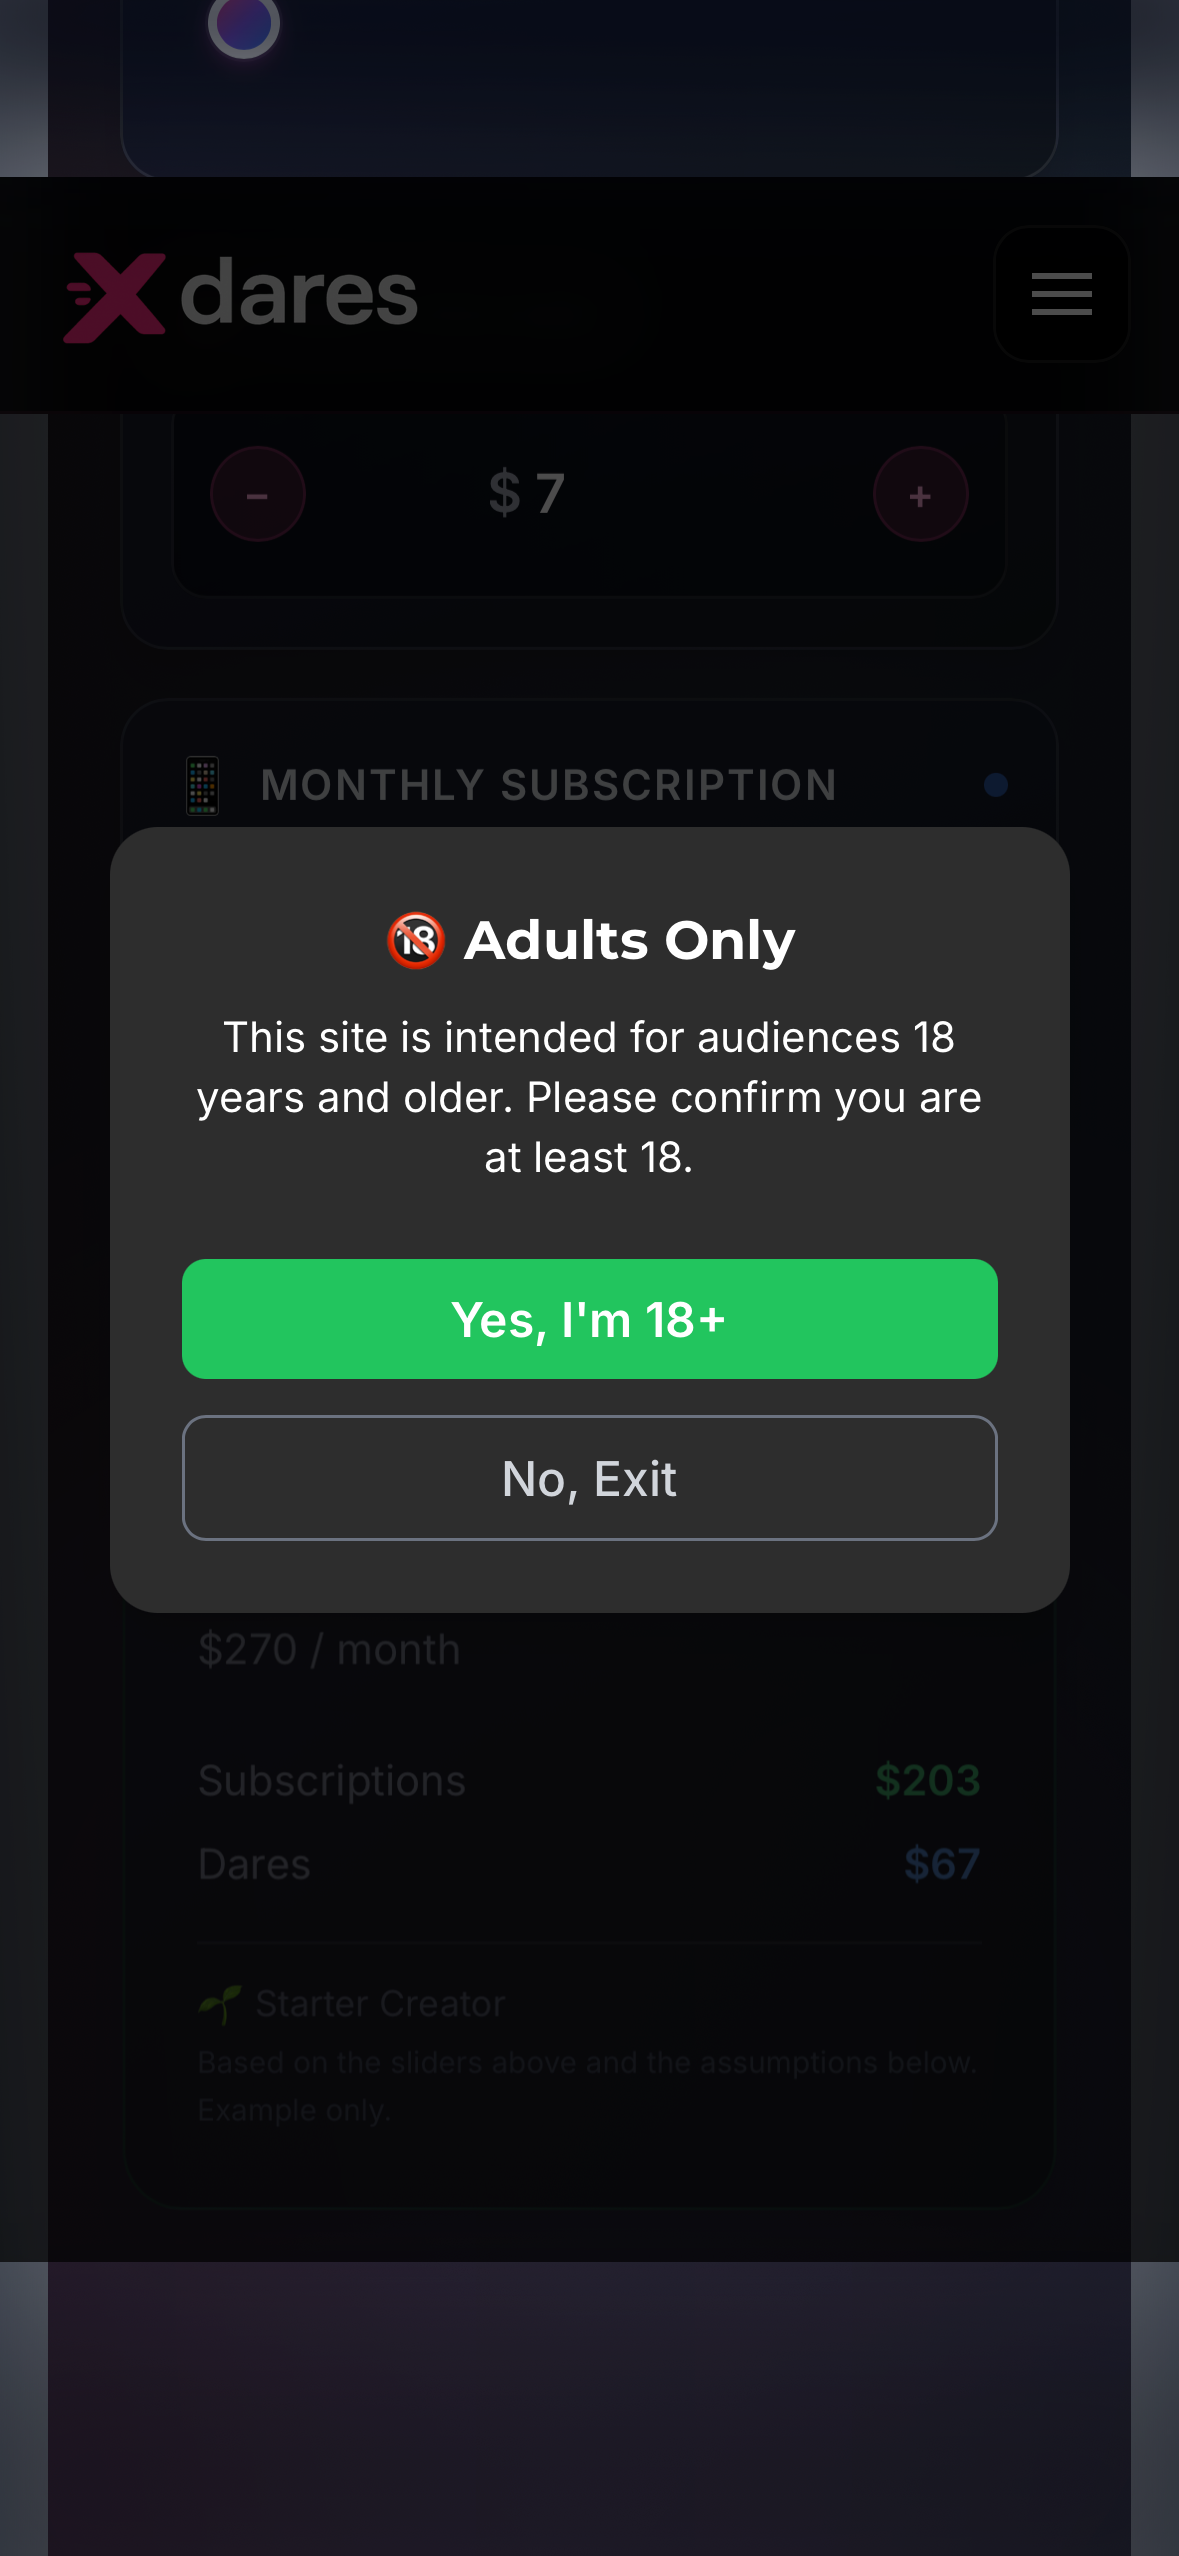 X dares
−
$ 7
+
MONTHLY SUBSCRIPTION
🔞 Adults Only
This site is intended for audiences 18
years and older. Please confirm you are
at least 18.
Yes, I'm 18+
No, Exit
$270 / month
Subscriptions $203
Dares $67
🌱 Starter Creator
Based on the sliders above and the assumptions below.
Example only.